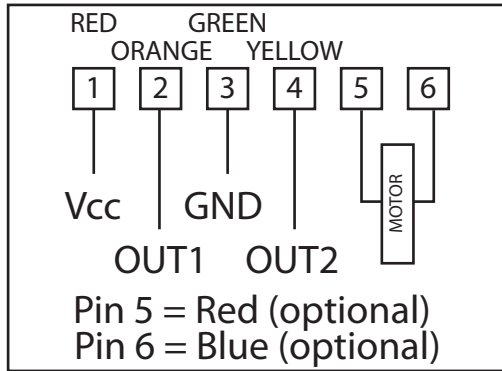 RED GREEN
ORANGE YELLOW
1 2 3 4 5 6
MOTOR
Vcc GND
OUT1 OUT2
Pin 5 = Red (optional)
Pin 6 = Blue (optional)